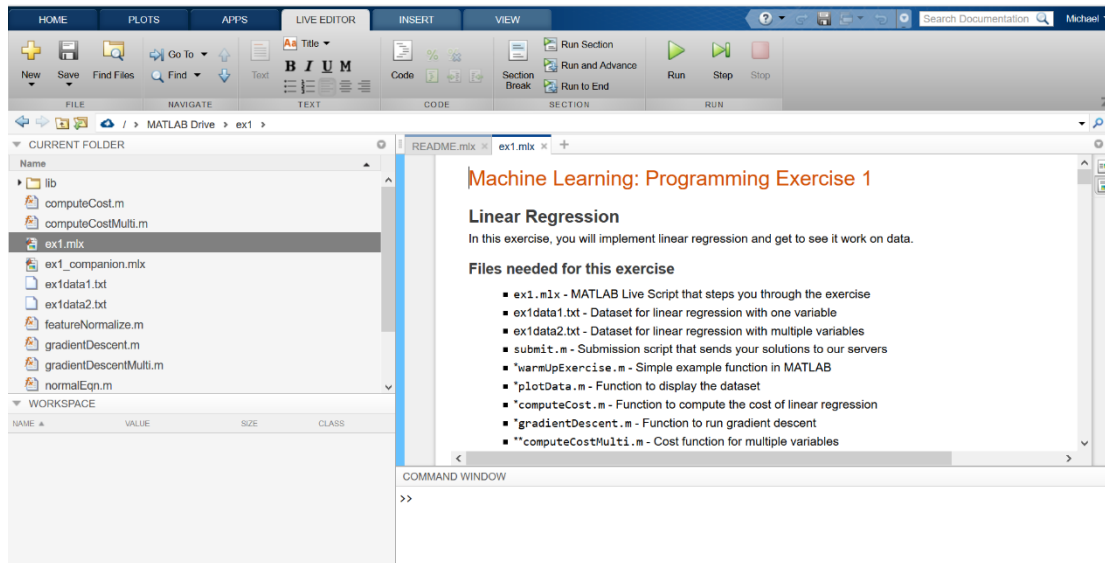 HOME PLOTS APPS LIVE EDITOR INSERT VIEW Search Documentation Michael
New Save Find Files Go To Find Text Title B I U M Code Section Break Run Section Run and Advance Run to End Run Step Stop
FILE NAVIGATE TEXT CODE SECTION RUN
/ > MATLAB Drive > ex1 >
CURRENT FOLDER
Name
lib
computeCost.m
computeCostMulti.m
ex1.mlx
ex1_companion.mlx
ex1data1.txt
ex1data2.txt
featureNormalize.m
gradientDescent.m
gradientDescentMulti.m
normalEqn.m
WORKSPACE
NAME VALUE SIZE CLASS
README.mlx × ex1.mlx × +
Machine Learning: Programming Exercise 1
Linear Regression
In this exercise, you will implement linear regression and get to see it work on data.
Files needed for this exercise
▪ ex1.mlx - MATLAB Live Script that steps you through the exercise
▪ ex1data1.txt - Dataset for linear regression with one variable
▪ ex1data2.txt - Dataset for linear regression with multiple variables
▪ submit.m - Submission script that sends your solutions to our servers
▪ *warmUpExercise.m - Simple example function in MATLAB
▪ *plotData.m - Function to display the dataset
▪ *computeCost.m - Function to compute the cost of linear regression
▪ *gradientDescent.m - Function to run gradient descent
▪ **computeCostMulti.m - Cost function for multiple variables
COMMAND WINDOW
>>